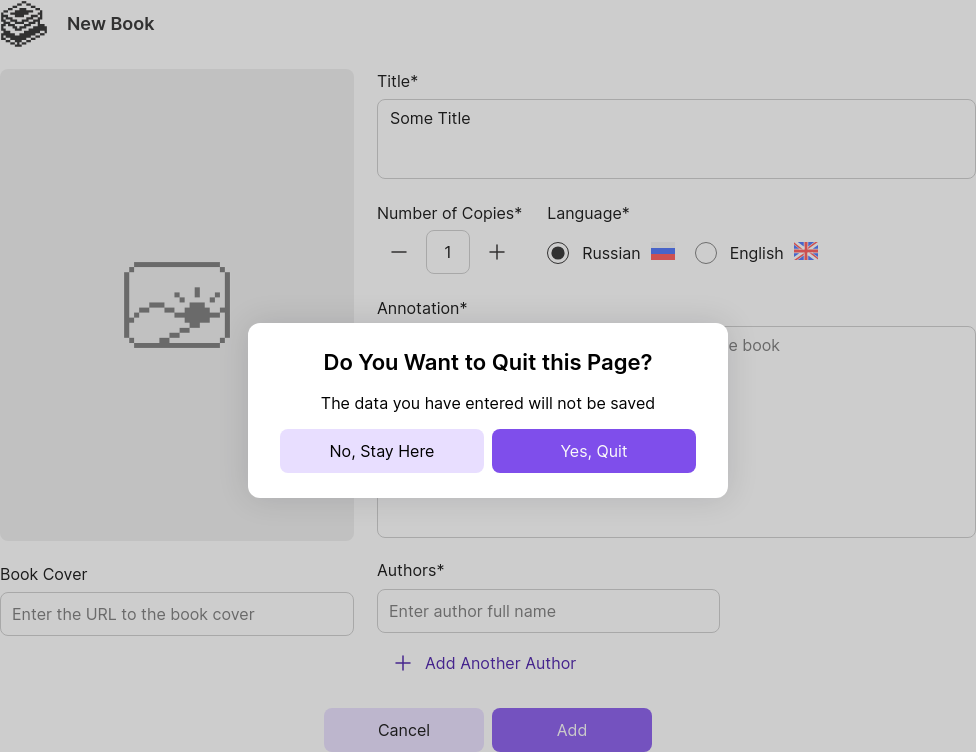 New Book
Title*
Some Title
Number of Copies*
Language*
1
Russian
English
Annotation*
book
Do You Want to Quit this Page?
The data you have entered will not be saved
No, Stay Here
Yes, Quit
Book Cover
Enter the URL to the book cover
Authors*
Enter author full name
Add Another Author
Cancel
Add